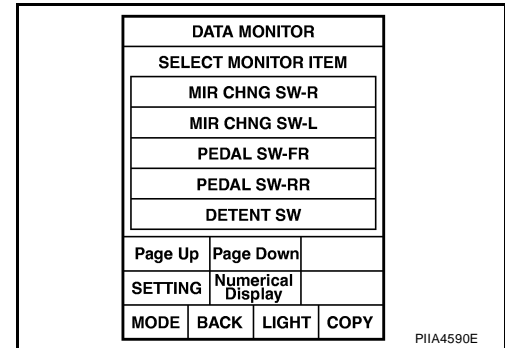 DATA MONITOR
SELECT MONITOR ITEM
MIR CHNG SW-R
MIR CHNG SW-L
PEDAL SW-FR
PEDAL SW-RR
DETENT SW
Page Up Page Down
SETTING Numerical
Display
MODE BACK LIGHT COPY
PIIA4590E